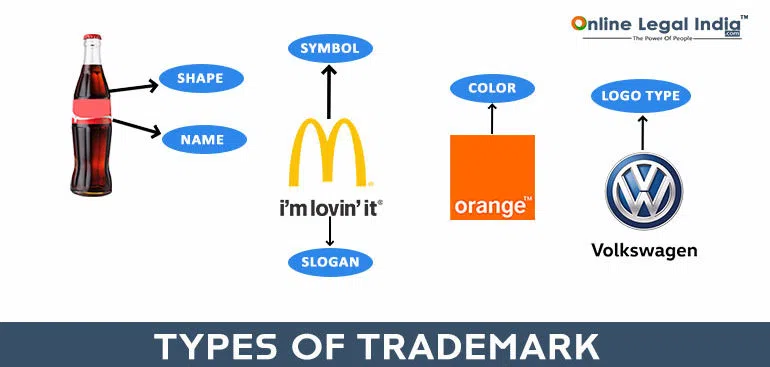 Online Legal India™
.com
The Power Of People
SYMBOL
SHAPE
NAME
COLOR
LOGO TYPE
i'm lovin' it®
SLOGAN
orange™
Volkswagen
TYPES OF TRADEMARK